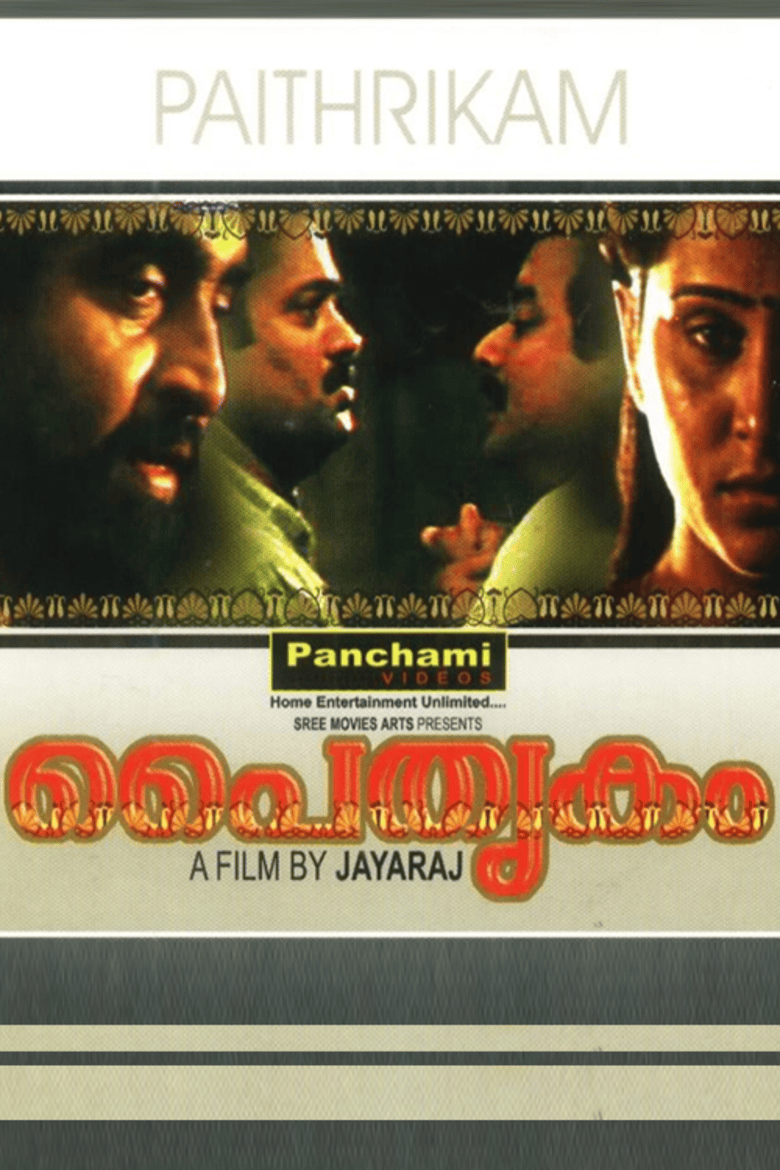 PAITHRIKAM
Panchami
VIDEOS
Home Entertainment Unlimited....
SREE MOVIES ARTS PRESENTS
പൈതൃകം
A FILM BY JAYARAJ